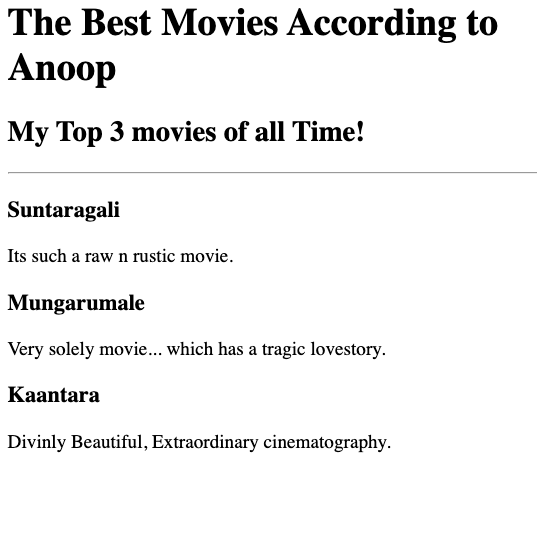 The Best Movies According to
Anoop
My Top 3 movies of all Time!
Suntaragali
Its such a raw n rustic movie.
Mungarumale
Very solely movie... which has a tragic lovestory.
Kaantara
Divinly Beautiful, Extraordinary cinematography.